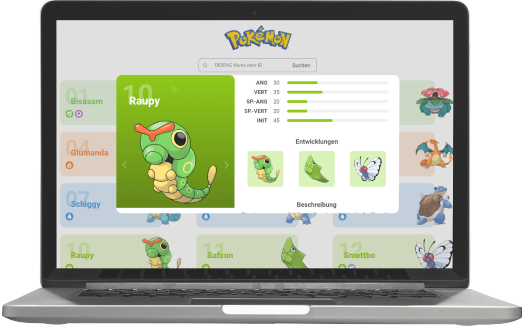 POKéMON
Suchen
01
Bisasam
04
Glumanda
07
Schiggy
10
Raupy
11
Safcon
12
Smettbo
10
Raupy
ANG 30
VERT 35
SP.-ANG 20
SP.-VERT 20
INIT 45
Entwicklungen
Beschreibung